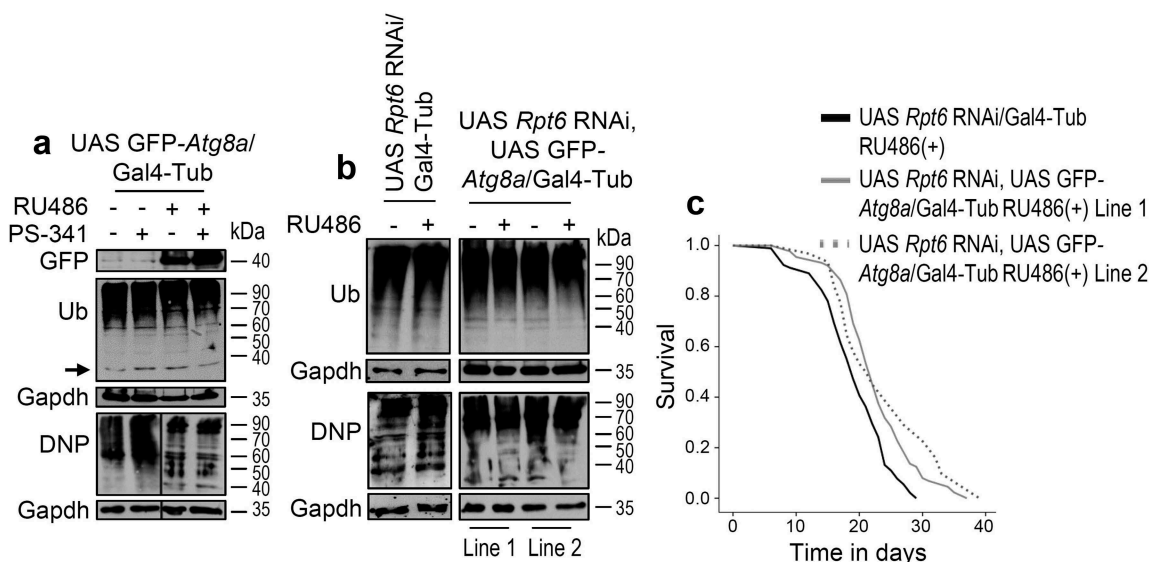 a
UAS GFP-Atg8a/
Gal4-Tub
RU486 - - + +
PS-341 - + - + kDa
GFP 40
Ub
90
70
60
50
40
Gapdh 35
DNP
90
70
60
50
40
Gapdh 35
b
UAS Rpt6 RNAi/
Gal4-Tub
UAS Rpt6 RNAi,
UAS GFP-
Atg8a/Gal4-Tub
RU486 - + - + - + kDa
Ub
90
70
60
50
40
Gapdh 35
DNP
90
70
60
50
40
Gapdh 35
Line 1 Line 2
c
UAS Rpt6 RNAi/Gal4-Tub
RU486(+)
UAS Rpt6 RNAi, UAS GFP-
Atg8a/Gal4-Tub RU486(+) Line 1
UAS Rpt6 RNAi, UAS GFP-
Atg8a/Gal4-Tub RU486(+) Line 2
Survival
1.0
0.8
0.6
0.4
0.2
0.0
0 10 20 30 40
Time in days